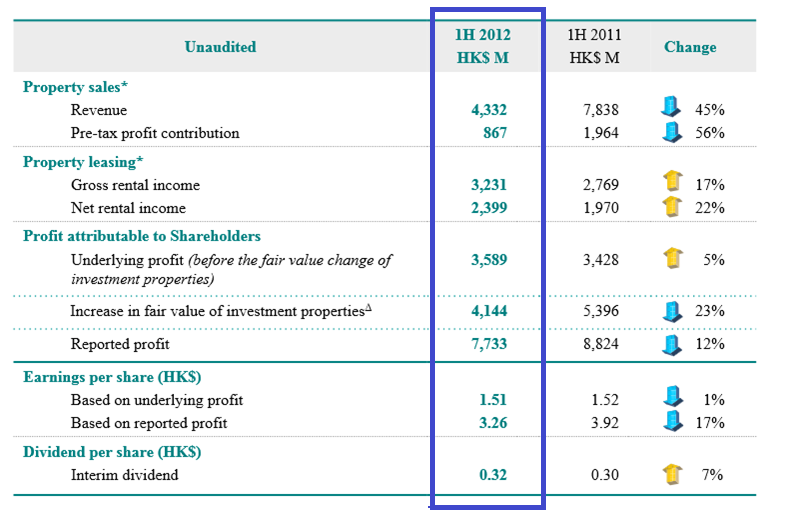 Unaudited 1H 2012 HK$ M 1H 2011 HK$ M Change
Property sales*
Revenue 4,332 7,838 45%
Pre-tax profit contribution 867 1,964 56%
Property leasing*
Gross rental income 3,231 2,769 17%
Net rental income 2,399 1,970 22%
Profit attributable to Shareholders
Underlying profit (before the fair value change of 3,589 3,428 5%
investment properties)
Increase in fair value of investment propertiesΔ 4,144 5,396 23%
Reported profit 7,733 8,824 12%
Earnings per share (HK$)
Based on underlying profit 1.51 1.52 1%
Based on reported profit 3.26 3.92 17%
Dividend per share (HK$)
Interim dividend 0.32 0.30 7%